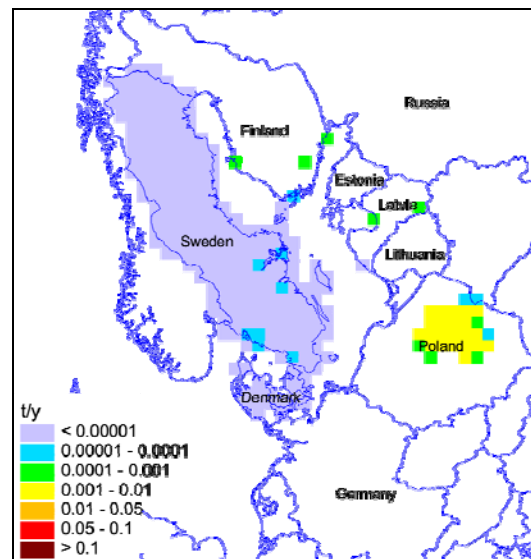 Russia
Finland
Estonia
Latvia
Sweden
Lithuania
Poland
Denmark
t/y
< 0.00001
0.00001 - 0.0001
0.0001 - 0.001
0.001 - 0.01
0.01 - 0.05
0.05 - 0.1
> 0.1
Germany